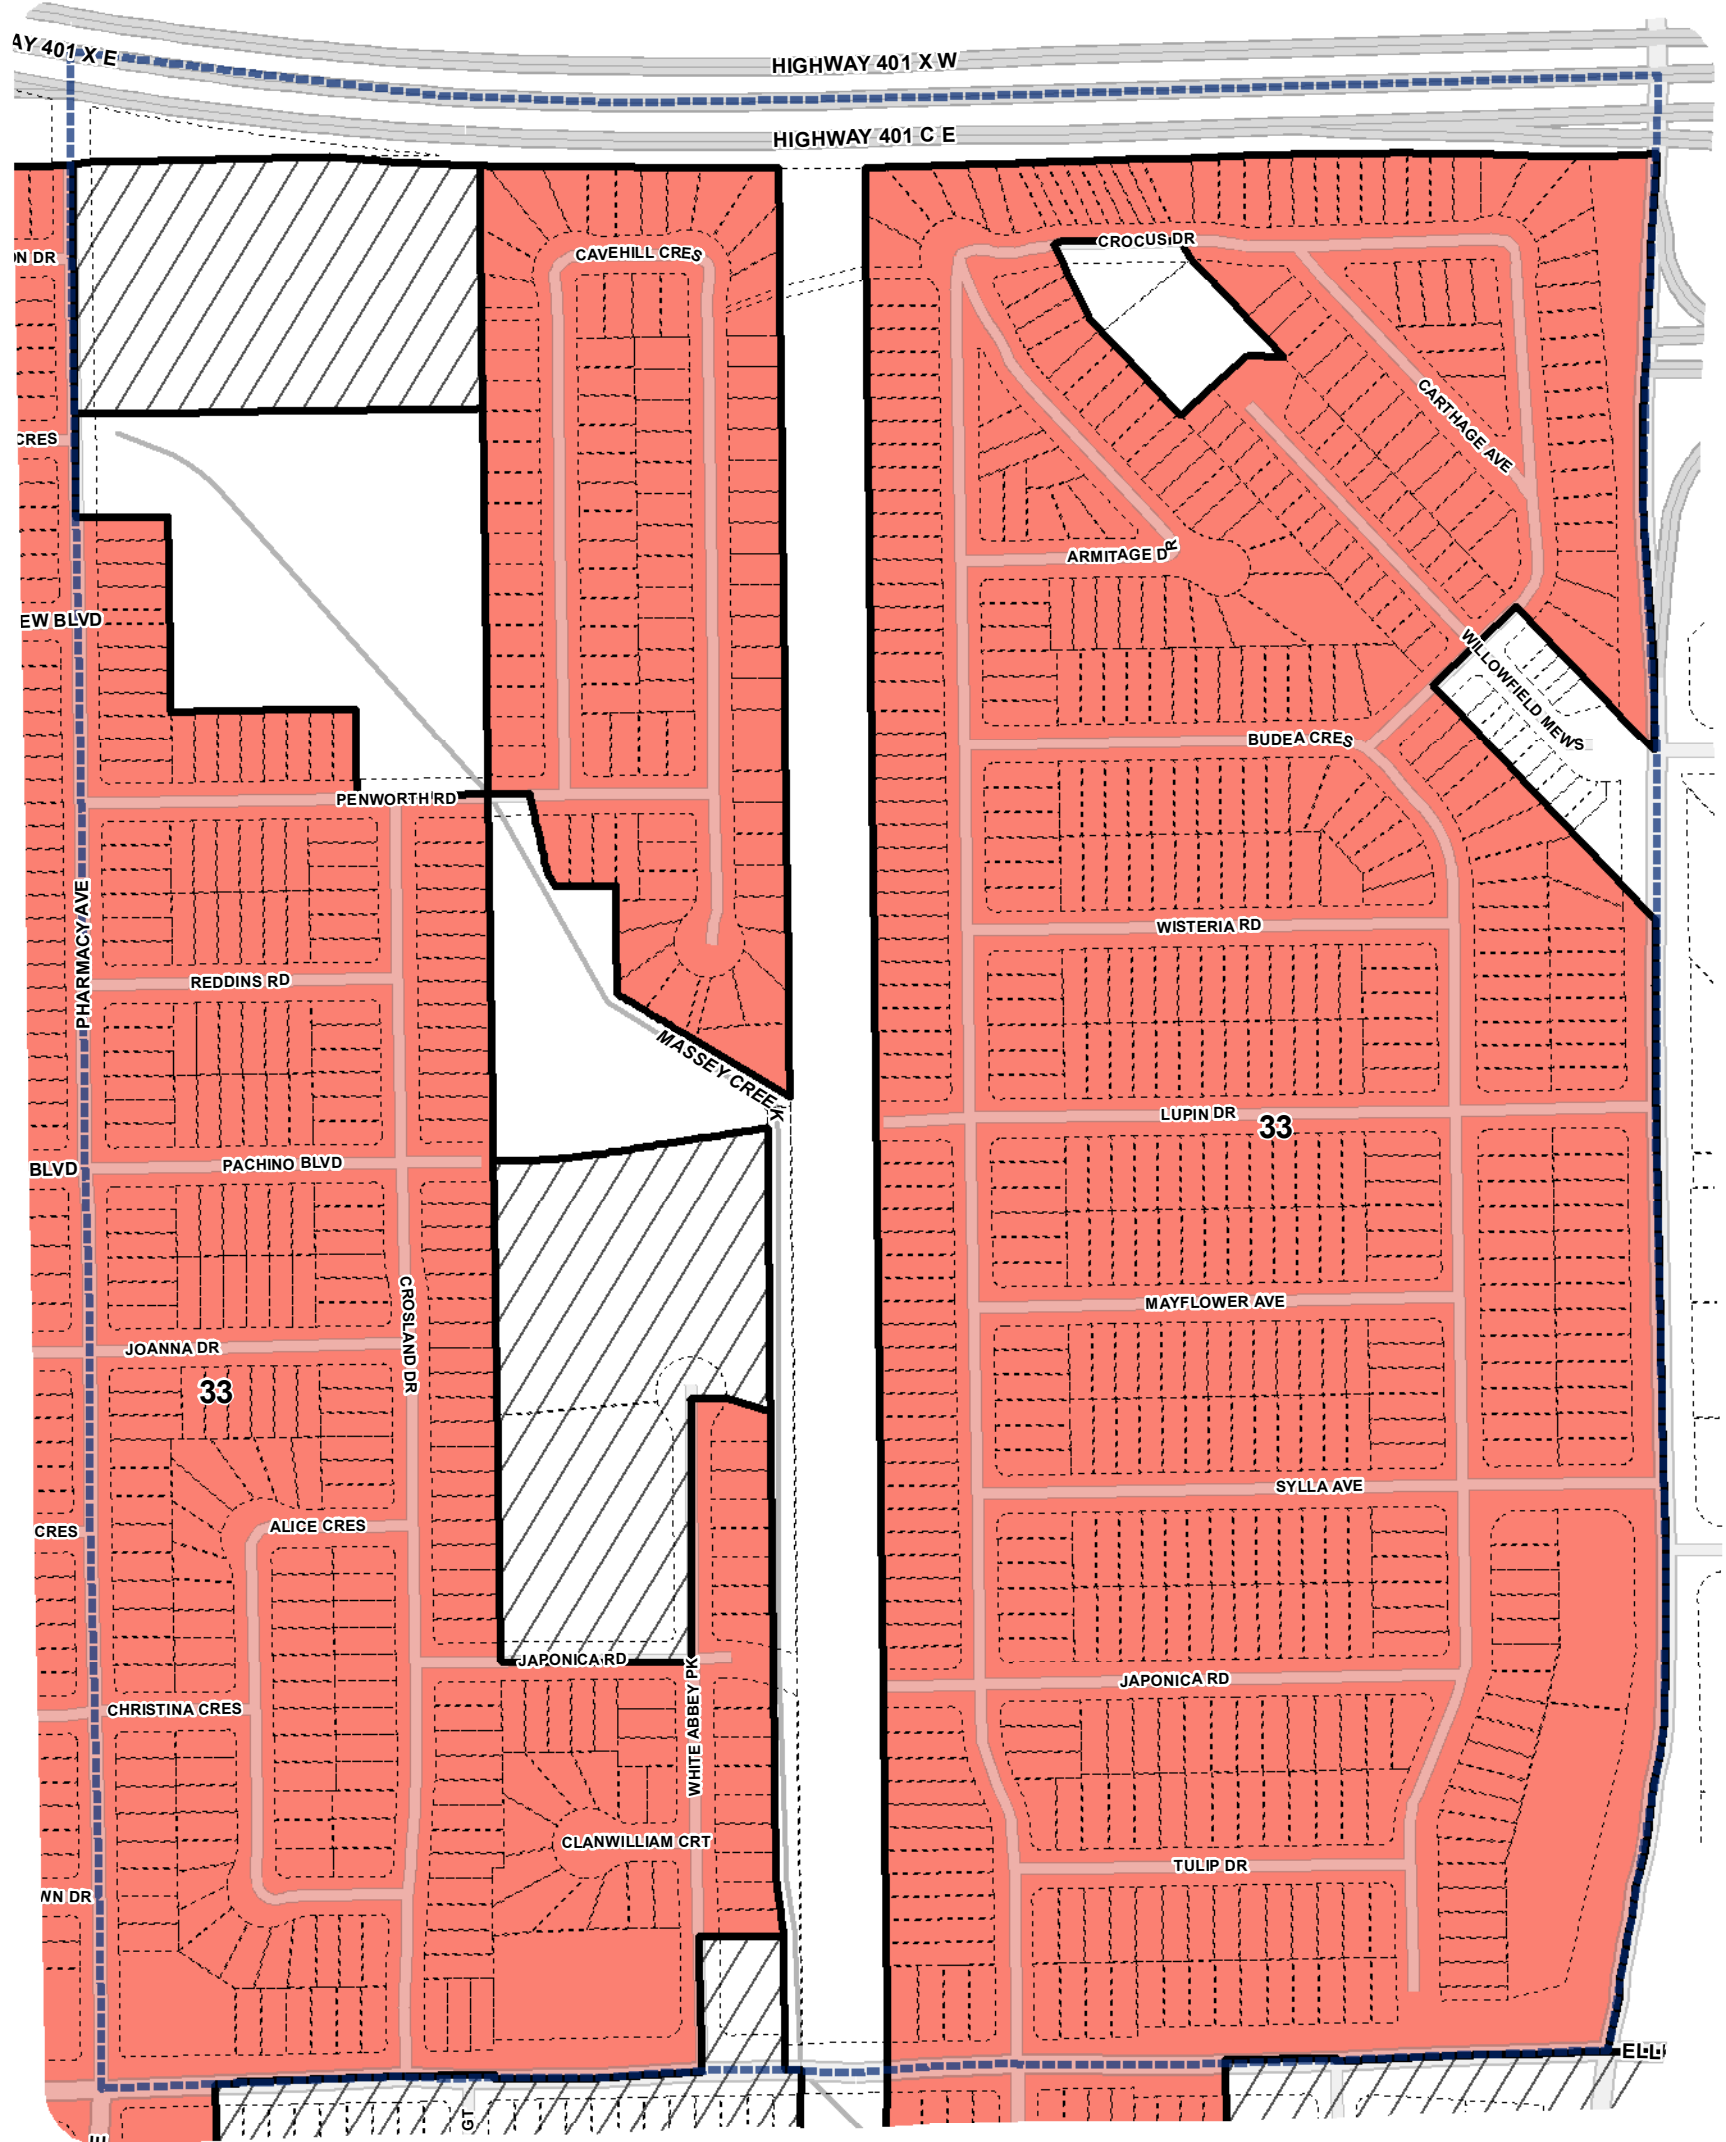 AY 401 X E
HIGHWAY 401 X W
HIGHWAY 401 C E
CROCUS DR
CAVEHILL CRES
ON DR
CARTHAGE AVE
CRES
ARMITAGE DR
EW BLVD
WILLOWFIELD MEWS
BUDEA CRES
PENWORTH RD
PHARMACY AVE
WISTERIA RD
REDDINS RD
MASSEY CREEK
LUPIN DR
33
PACHINO BLVD
BLVD
CROSLAND DR
MAYFLOWER AVE
JOANNA DR
33
SYLLA AVE
ALICE CRES
CRES
JAPONICA RD
JAPONICA RD
WHITE ABBEY PK
CHRISTINA CRES
CLANWILLIAM CRT
TULIP DR
WN DR
ELL
GT
E